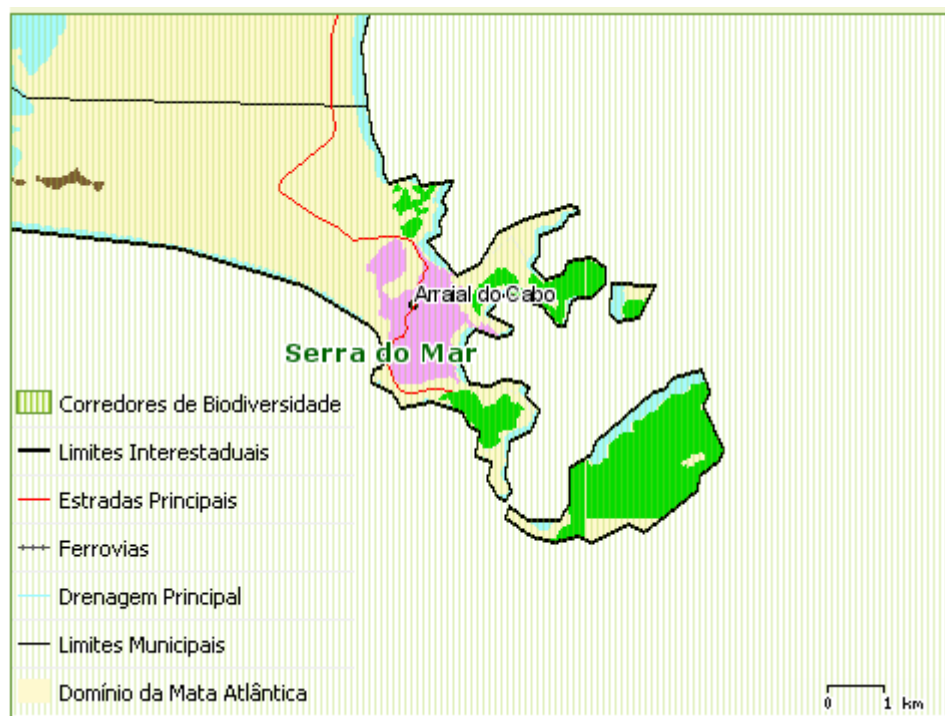 Arraial do Cabo
Serra do Mar
Corredores de Biodiversidade
Limites Interestaduais
Estradas Principais
Ferrovias
Drenagem Principal
Limites Municipais
Domínio da Mata Atlântica
0 1 km